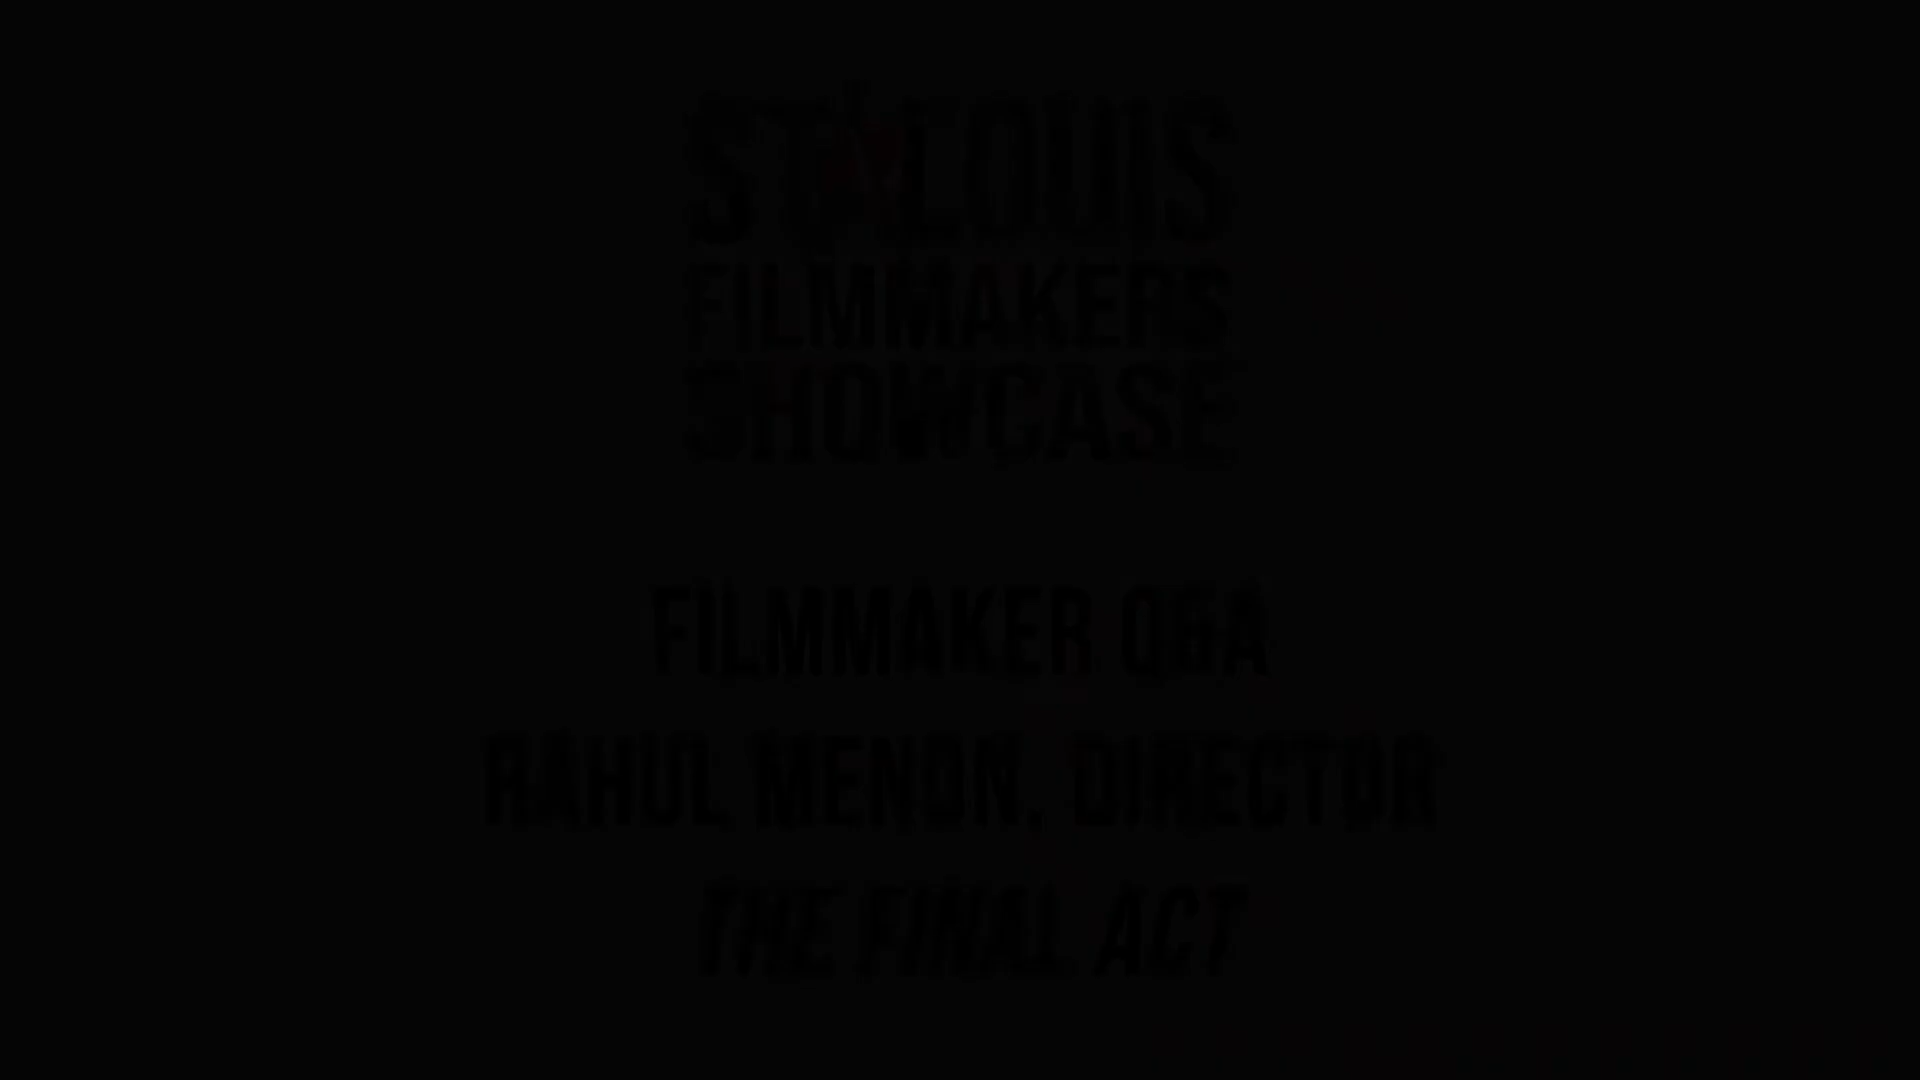 ST. LOUIS
FILMMAKERS
SHOWCASE
FILMMAKER Q&A
RAHUL MENON, DIRECTOR
THE FINAL ACT